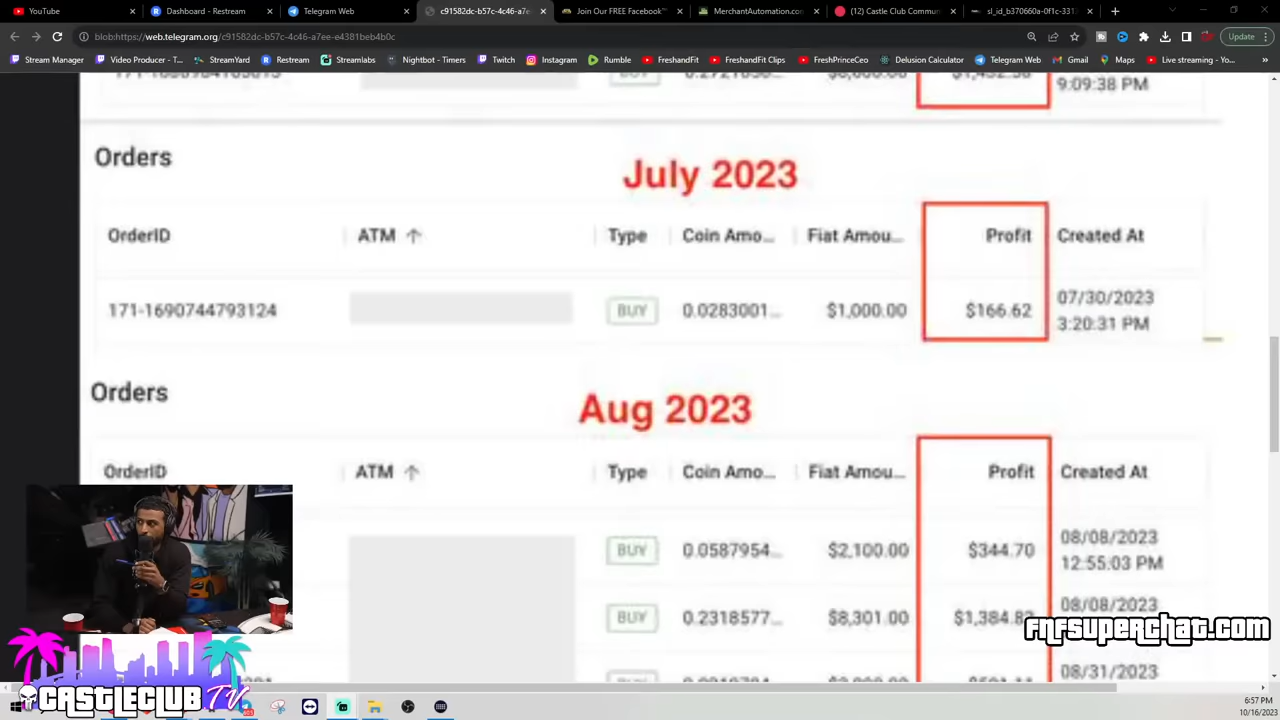 YouTube
Dashboard - Restream
Telegram Web
c91582dc-b57c-4c46-a7ee
Join Our FREE Facebook™
MerchantAutomation.co
(12) Castle Club Commun
sl_id_b370660a-0f1c-331
blob:https://web.telegram.org/c91582dc-b57c-4c46-a7ee-e4381beb4b0c
Update
Stream Manager
Video Producer - T...
StreamYard
Restream
Streamlabs
Nightbot - Timers
Twitch
Instagram
Rumble
FreshandFit
FreshandFit Clips
FreshPrinceCeo
Delusion Calculator
Telegram Web
Gmail
Maps
Live streaming - Yo...
9:09:38 PM
Orders
July 2023
OrderID ATM ↑ Type Coin Amo... Fiat Amou... Profit Created At
171-1690744793124 BUY 0.0283001... $1,000.00 $166.62 07/30/2023
3:20:31 PM
Orders
Aug 2023
OrderID ATM ↑ Type Coin Amo... Fiat Amou... Profit Created At
BUY 0.0587954... $2,100.00 $344.70 08/08/2023
12:55:03 PM
BUY 0.2318577... $8,301.00 08/08/2023
08/31/2023
FNFSUPERCHAT.COM
CASTLECLUB TV
6:57 PM
10/16/2023